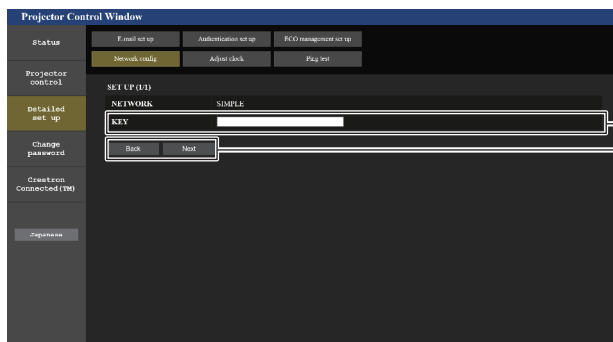 Projector Control Window
Status
E-mail set up
Authentication set up
ECO management set up
Network config
Adjust clock
Ping test
Projector
control
Detailed
set up
Change
password
Crestron
Connected(TM)
Japanese
SET UP (1/1)
NETWORK SIMPLE
KEY
Back Next